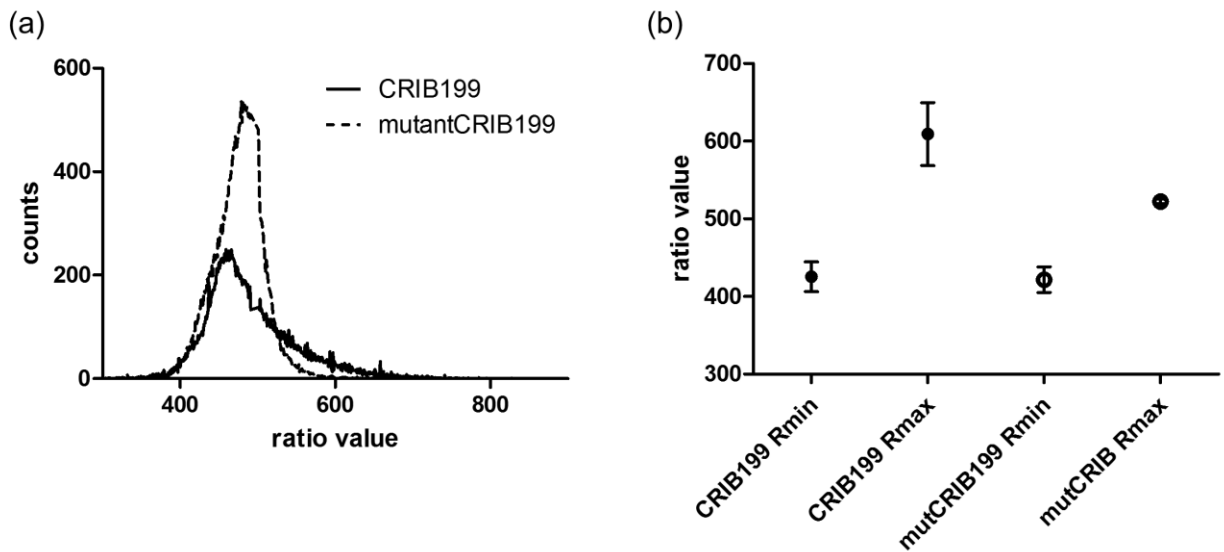 (a)
600
400
200
0
counts
400
600
800
ratio value
CRIB199
mutantCRIB199
(b)
700
600
500
400
300
ratio value
CRIB199 Rmin
CRIB199 Rmax
mutCRIB199 Rmin
mutCRIB Rmax